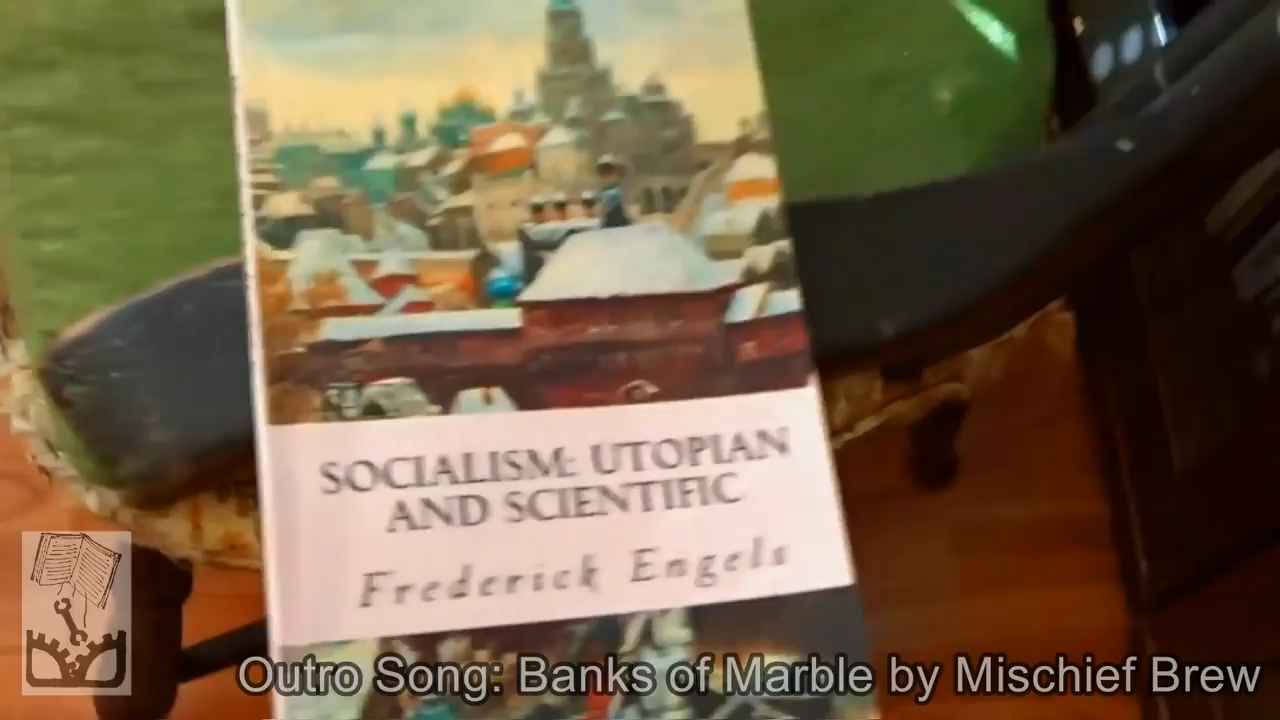 SOCIALISM: UTOPIAN
AND SCIENTIFIC
Frederick Engels
Outro Song: Banks of Marble by Mischief Brew